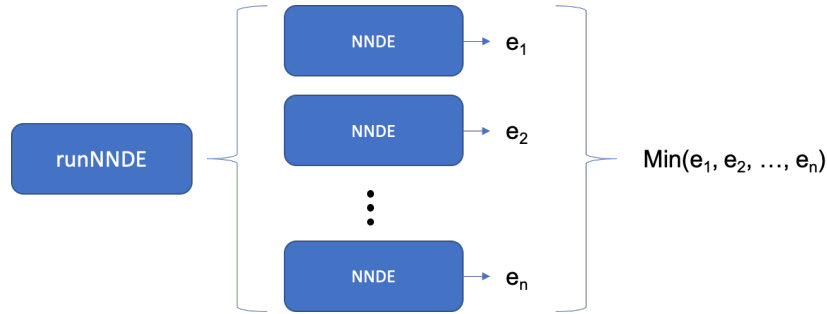 NNDE
e₁
NNDE
e₂
runNNDE
Min(e₁, e₂, …, eₙ)
NNDE
eₙ